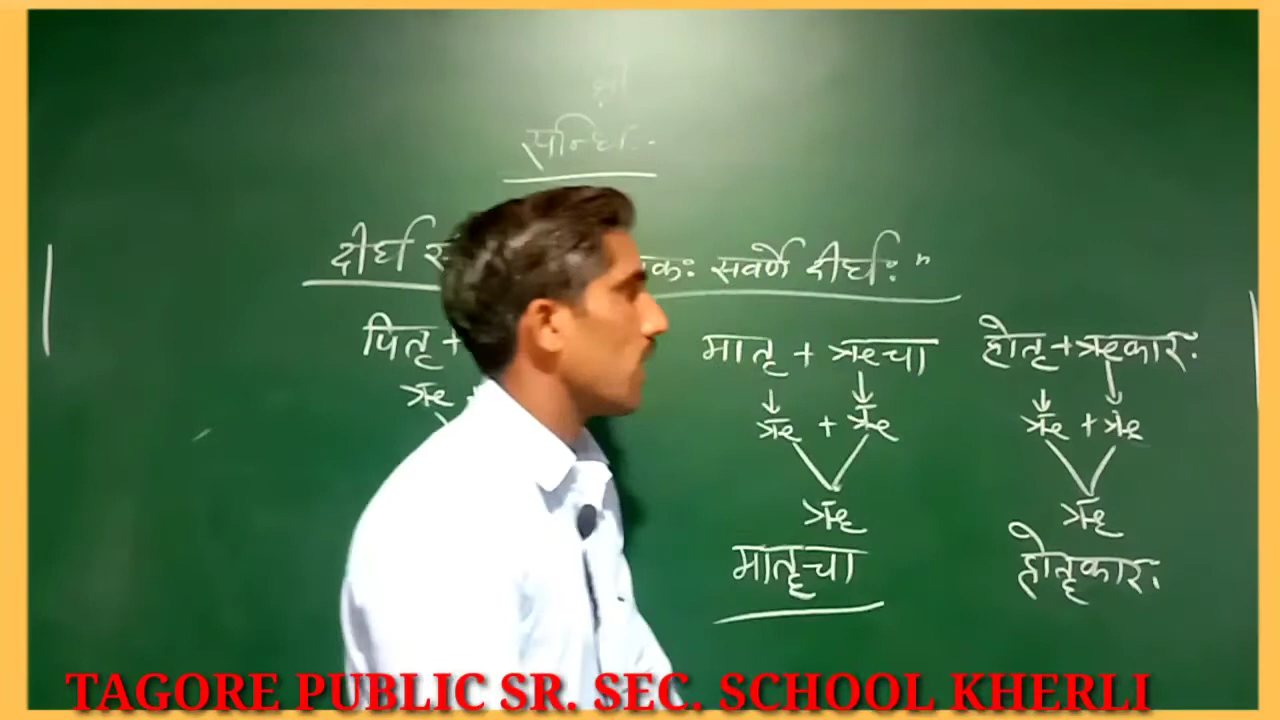 श्री
सन्धिः-
दीर्घ कः सवर्णे दीर्घः"
पितृ + मातृ + ऋचा होतृ+ऋकारः
ऋ ऋ + ऋ ऋ + ऋ
ॠ ॠ
मातॄचा होतॄकारः
TAGORE PUBLIC SR. SEC. SCHOOL KHERLI